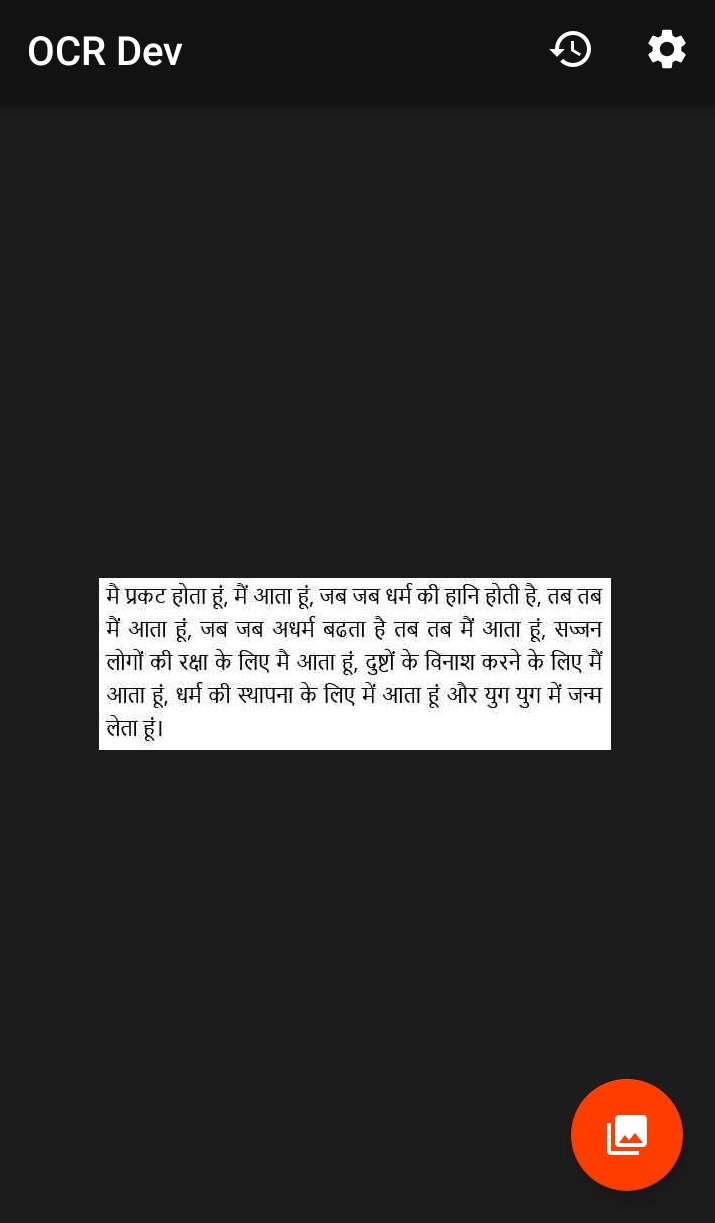 OCR Dev
मै प्रकट होता हूं, मैं आता हूं, जब जब धर्म की हानि होती है, तब तब
मैं आता हूं, जब जब अधर्म बढता है तब तब मैं आता हूं, सज्जन
लोगों की रक्षा के लिए मै आता हूं, दुष्टों के विनाश करने के लिए मैं
आता हूं, धर्म की स्थापना के लिए में आता हूं और युग युग में जन्म
लेता हूं।